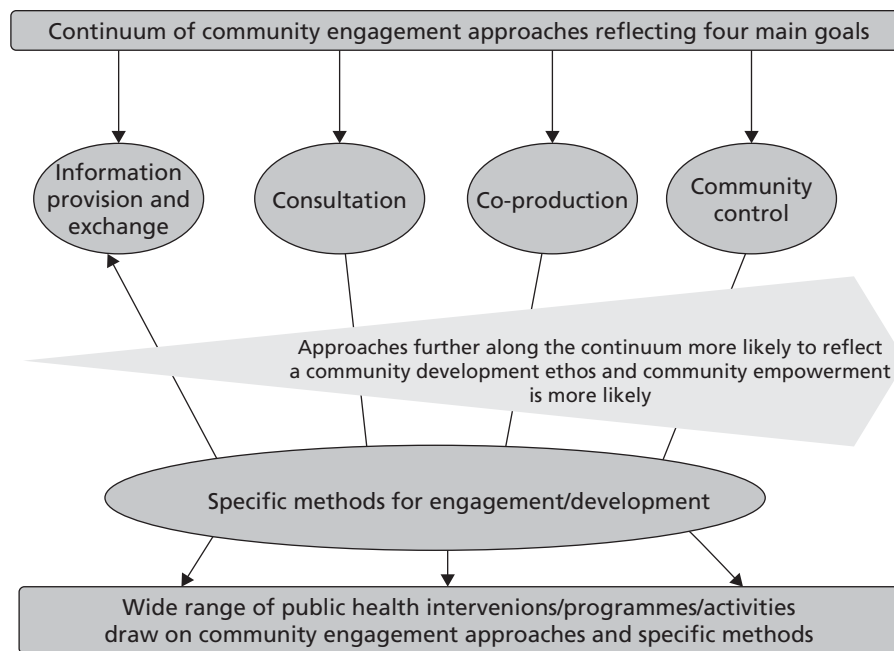 Continuum of community engagement approaches reflecting four main goals
Information
provision and
exchange
Consultation
Co-production
Community
control
Approaches further along the continuum more likely to reflect
a community development ethos and community empowerment
is more likely
Specific methods for engagement/development
Wide range of public health intervenions/programmes/activities
draw on community engagement approaches and specific methods